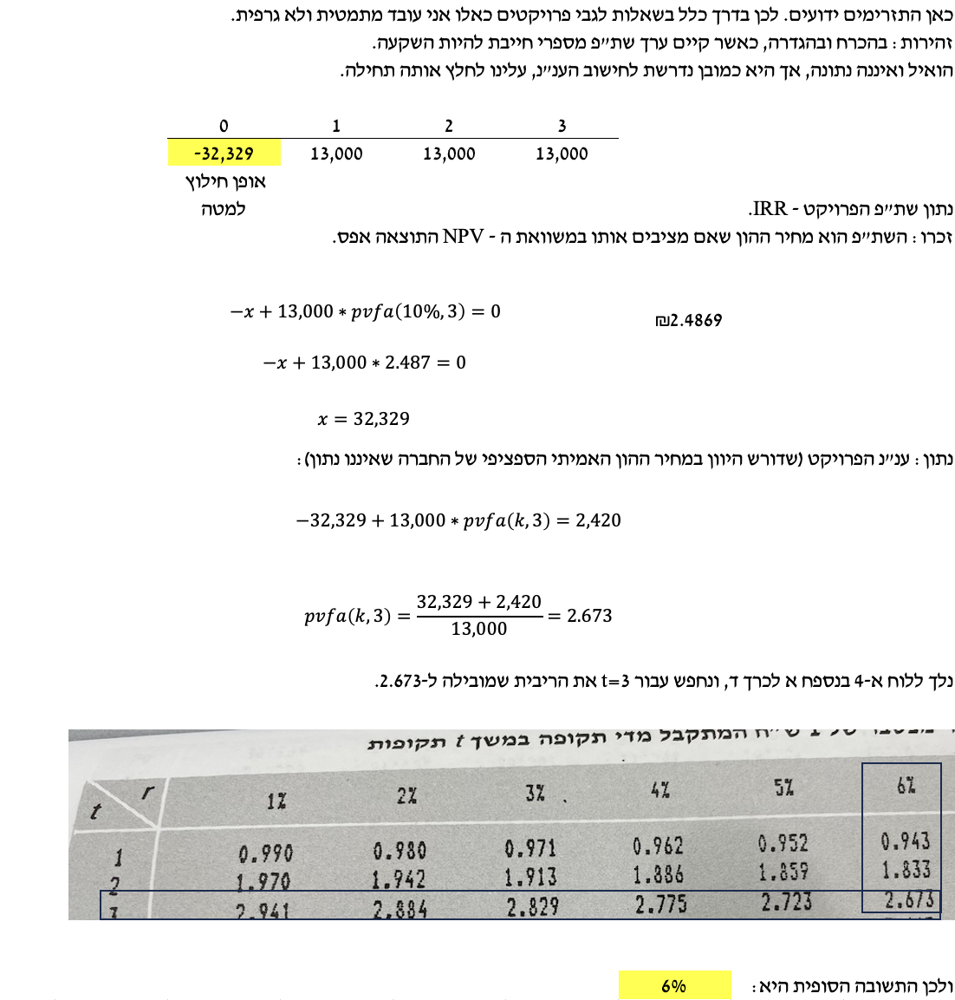 כאן התזרימים ידועים. לכן בדרך כלל בשאלות לגבי פרויקטים כאלו אני עובד מתמטית ולא גרפית.
זהירות: בהכרח ובהגדרה, כאשר קיים ערך שת"פ מספרי חייבת להיות השקעה.
הואיל ואיננה נתונה, אך היא כמובן נדרשת לחישוב הענ"נ, עלינו לחלץ אותה תחילה.
0 1 2 3
-32,329 13,000 13,000 13,000
אופן חילוץ
למטה
נתון שת"פ הפרויקט - IRR.
זכרו: השת"פ הוא מחיר ההון שאם מציבים אותו במשוואת ה - NPV התוצאה אפס.
−x + 13,000 * pvfa(10%, 3) = 0
₪2.4869
−x + 13,000 * 2.487 = 0
x = 32,329
נתון: ענ"נ הפרויקט (שדורש היוון במחיר ההון האמיתי הספציפי של החברה שאיננו נתון):
−32,329 + 13,000 * pvfa(k, 3) = 2,420
pvfa(k, 3) = (32,329 + 2,420)/13,000 = 2.673
נלך ללוח א-4 בנספח א לכרך ד, ונחפש עבור t=3 את הריבית שמובילה ל-2.673.
של 1 ש"ח המתקבל מדי תקופה במשך t תקופות
t r 1% 2% 3% 4% 5% 6%
1 0.990 0.980 0.971 0.962 0.952 0.943
2 1.970 1.942 1.913 1.886 1.859 1.833
3 2.941 2.884 2.829 2.775 2.723 2.673
ולכן התשובה הסופית היא: 6%